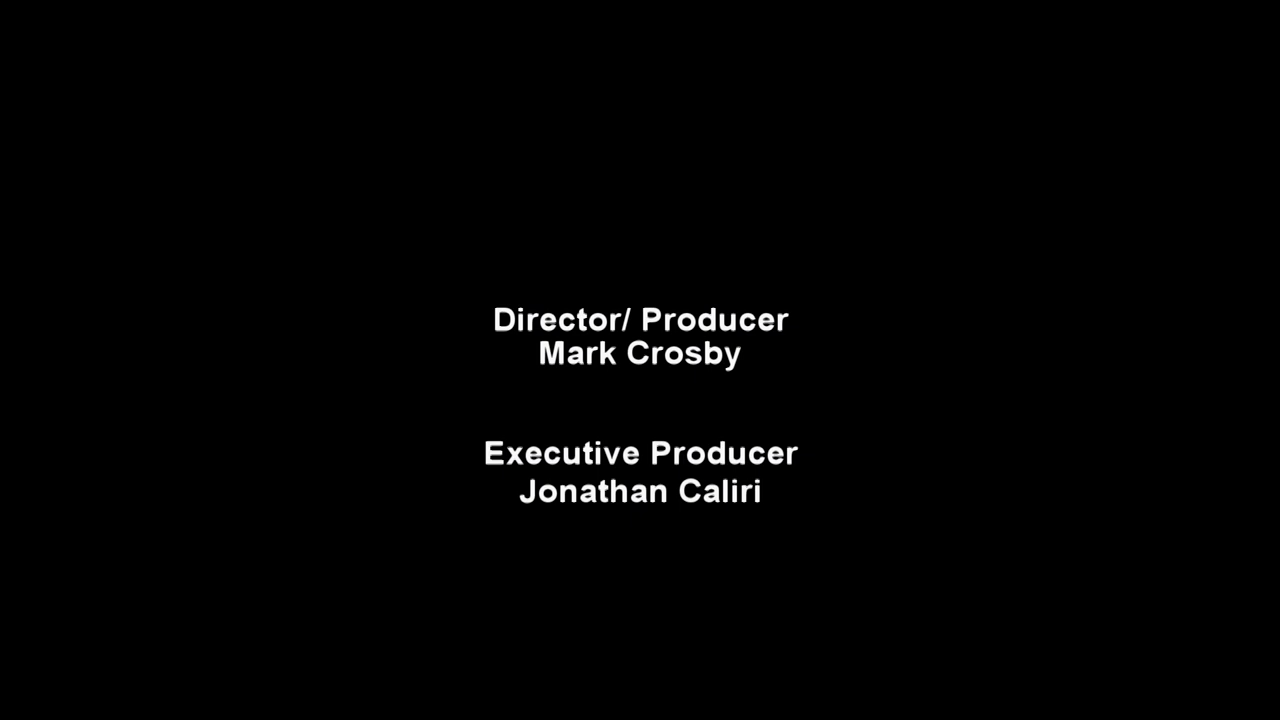 Director/ Producer
Mark Crosby
Executive Producer
Jonathan Caliri